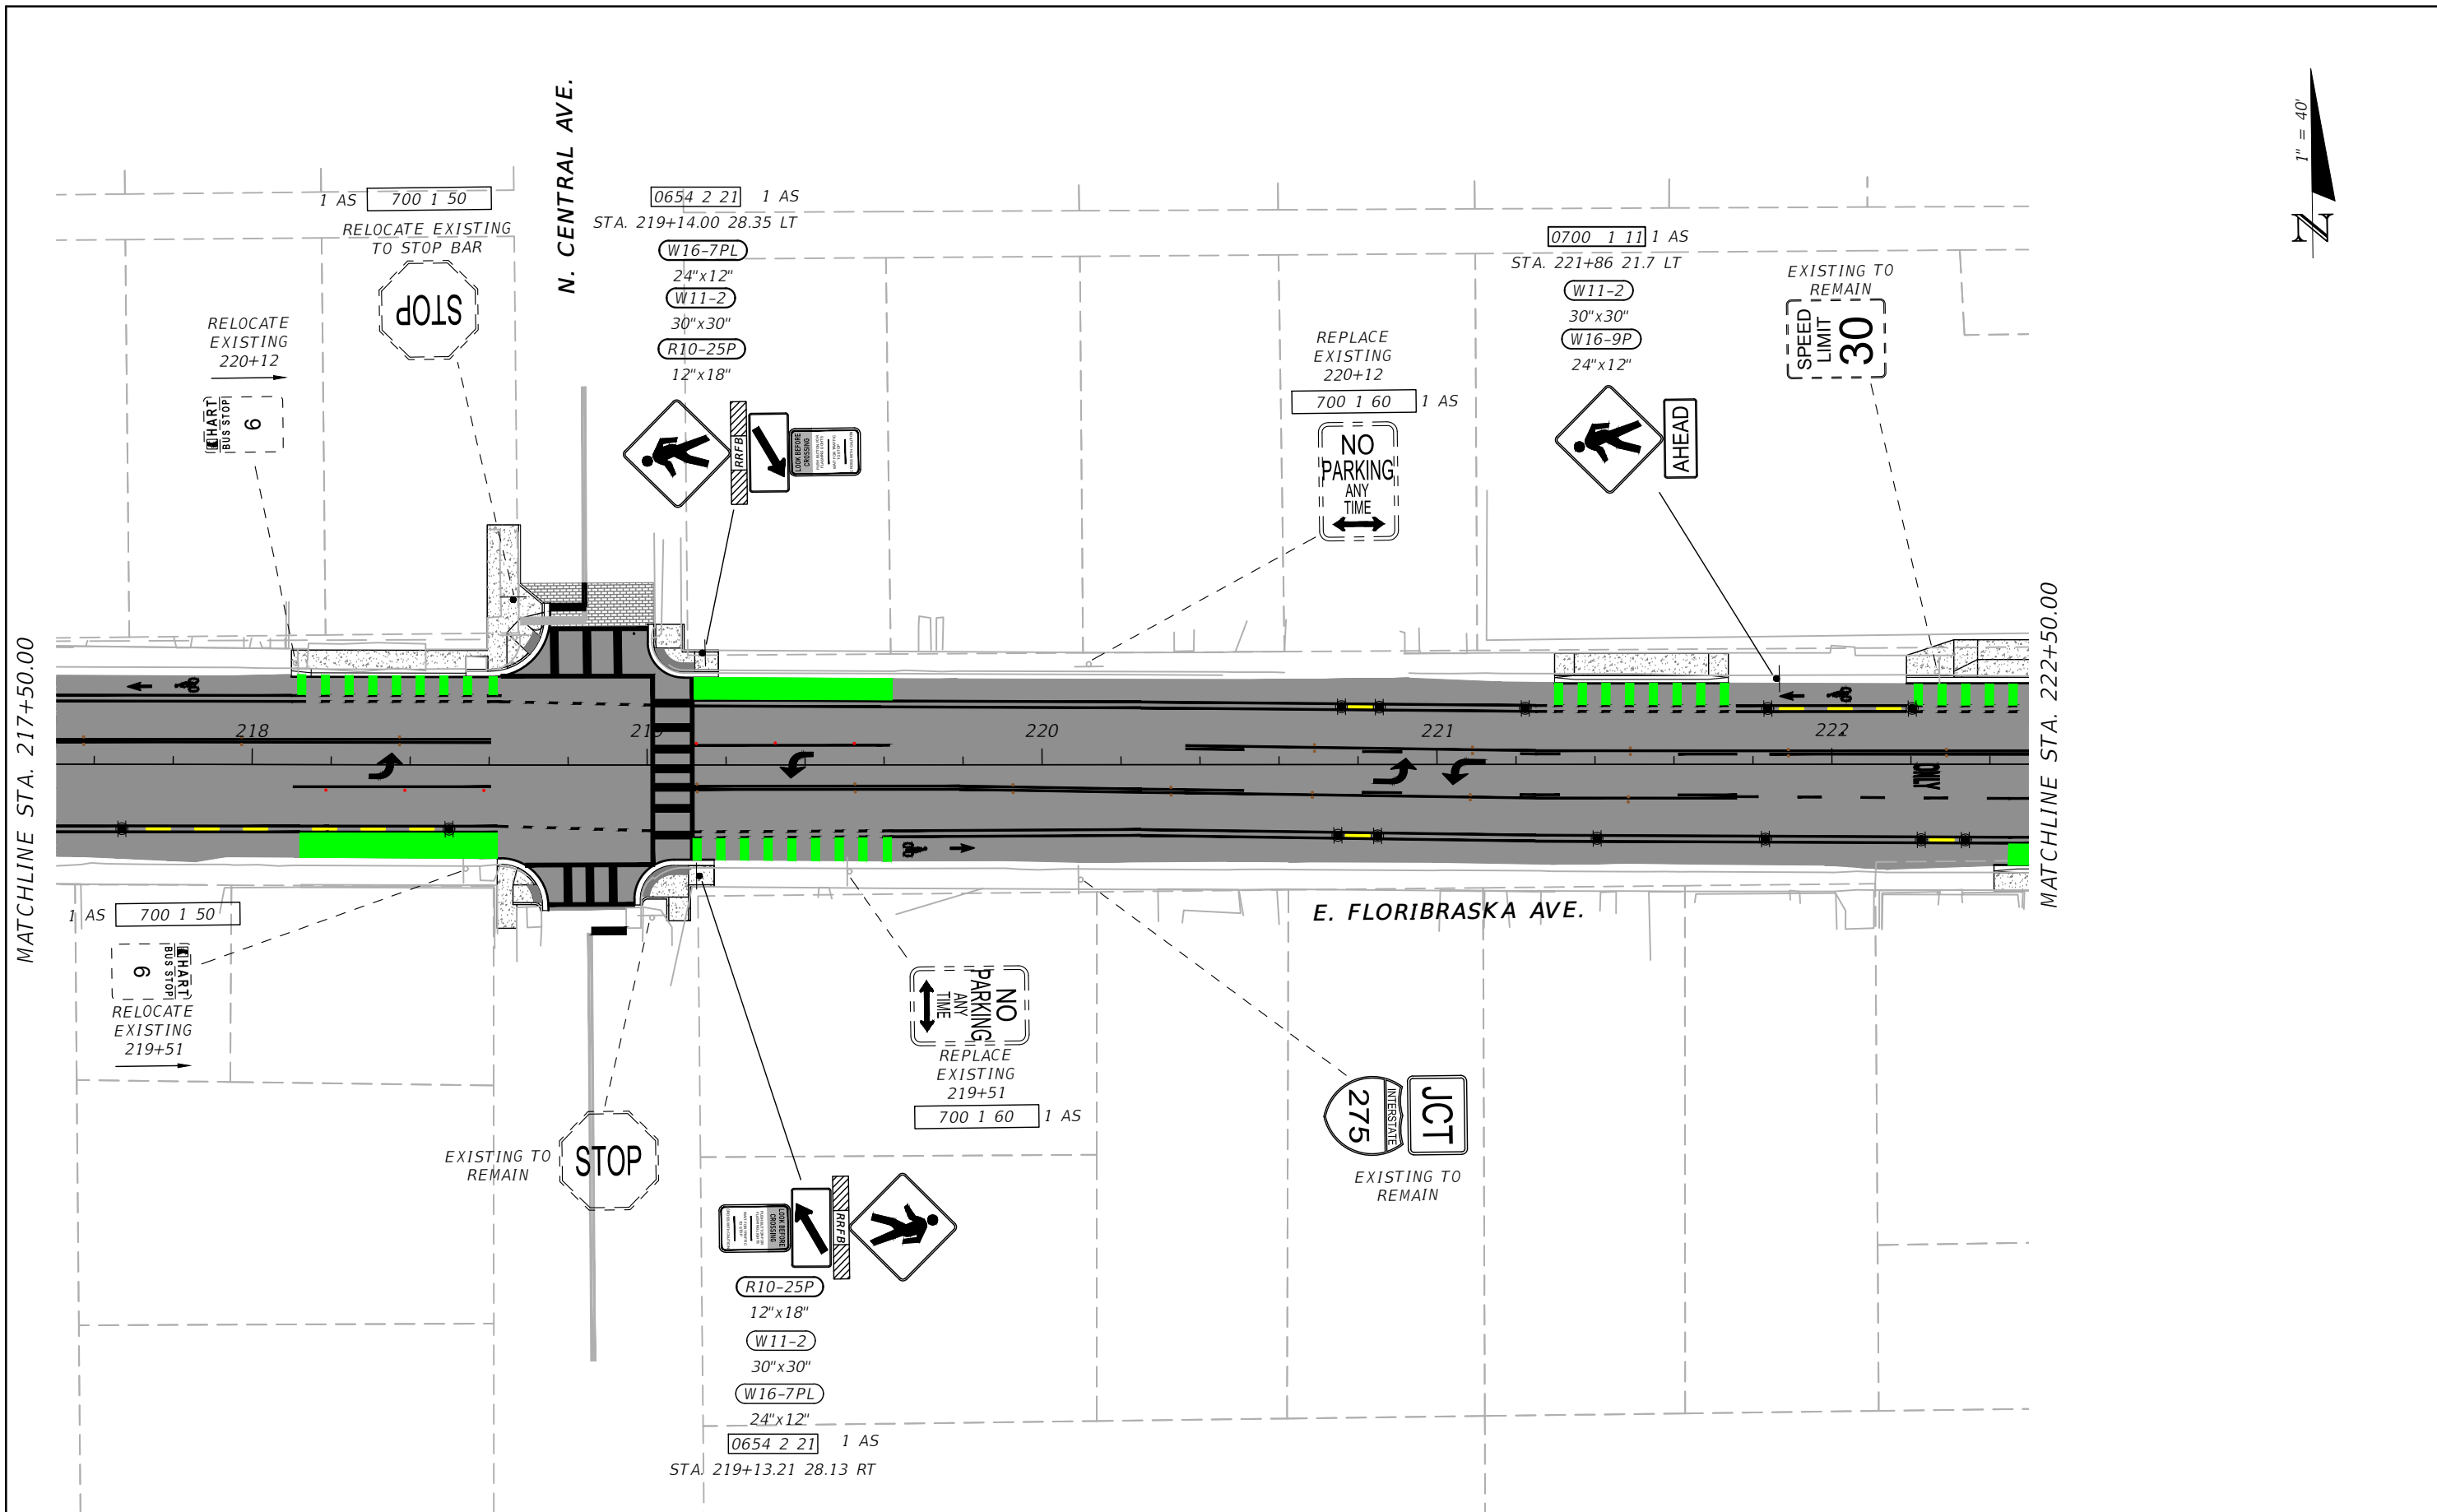 N. CENTRAL AVE.
1" = 40'
N
1 AS 700 1 50
RELOCATE EXISTING
TO STOP BAR
STOP
0654 2 21 1 AS
STA. 219+14.00 28.35 LT
W16-7PL
24"x12"
W11-2
30"x30"
R10-25P
12"x18"
RRFB
LOOK BEFORE
CROSSING
0700 1 11 1 AS
STA. 221+86 21.7 LT
W11-2
30"x30"
W16-9P
24"x12"
AHEAD
EXISTING TO
REMAIN
SPEED
LIMIT
30
RELOCATE
EXISTING
220+12
HART
BUS STOP
6
REPLACE
EXISTING
220+12
700 1 60 1 AS
NO
PARKING
ANY
TIME
MATCHLINE STA. 217+50.00
MATCHLINE STA. 222+50.00
218
219
220
221
222
ONLY
E. FLORIBRASKA AVE.
1 AS 700 1 50
HART
BUS STOP
6
RELOCATE
EXISTING
219+51
NO
PARKING
ANY
TIME
REPLACE
EXISTING
219+51
700 1 60 1 AS
EXISTING TO
REMAIN
STOP
JCT
INTERSTATE
275
EXISTING TO
REMAIN
LOOK BEFORE
CROSSING
RRFB
R10-25P
12"x18"
W11-2
30"x30"
W16-7PL
24"x12"
0654 2 21 1 AS
STA. 219+13.21 28.13 RT